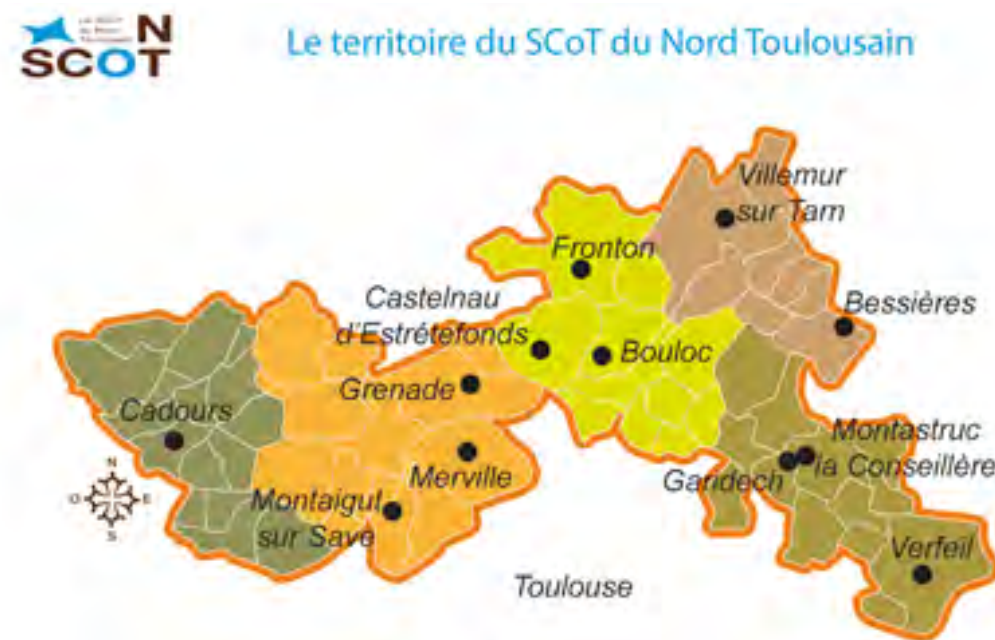 N
SCOT
Le territoire du SCoT du Nord Toulousain
Villemur
sur Tarn
Fronton
Castelnau
d'Estrétefonds
Bessières
Bouloc
Grenade
Cadours
Merville
Montastruc
la Conseillère
Garidech
Montaigut
sur Save
N
O
E
S
Verfeil
Toulouse